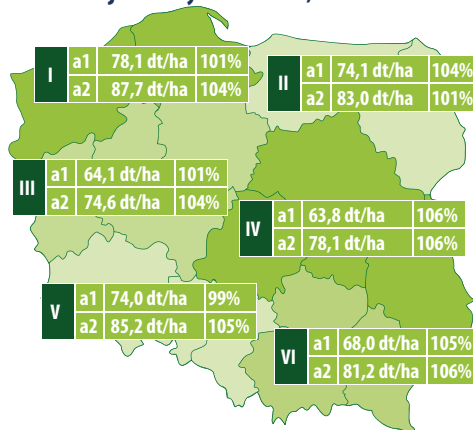 I
a1 78,1 dt/ha 101%
a2 87,7 dt/ha 104%
II
a1 74,1 dt/ha 104%
a2 83,0 dt/ha 101%
III
a1 64,1 dt/ha 101%
a2 74,6 dt/ha 104%
IV
a1 63,8 dt/ha 106%
a2 78,1 dt/ha 106%
V
a1 74,0 dt/ha 99%
a2 85,2 dt/ha 105%
VI
a1 68,0 dt/ha 105%
a2 81,2 dt/ha 106%